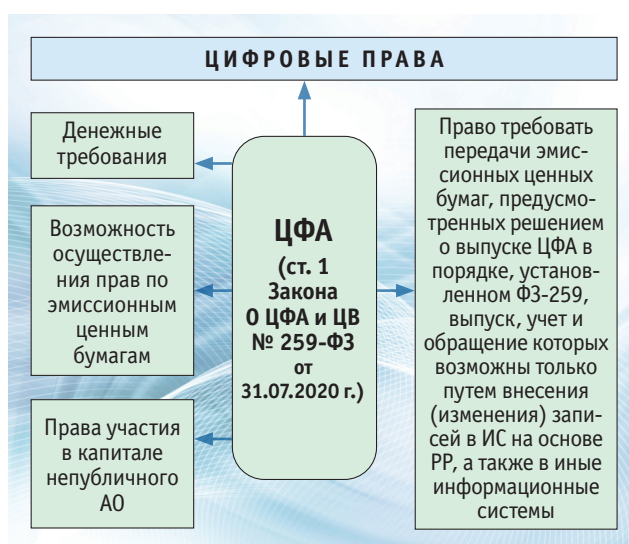 ЦИФРОВЫЕ ПРАВА
Денежные
требования
Возможность
осуществле-
ния прав по
эмиссионным
ценным
бумагам
Права участия
в капитале
непубличного
АО
ЦФА
(ст. 1
Закона
О ЦФА и ЦВ
№ 259-ФЗ
от
31.07.2020 г.)
Право требовать
передачи эмис-
сионных ценных
бумаг, предусмо-
тренных решением
о выпуске ЦФА в
порядке, установ-
ленном ФЗ-259,
выпуск, учет и
обращение которых
возможны только
путем внесения
(изменения) запи-
сей в ИС на основе
РР, а также в иные
информационные
системы